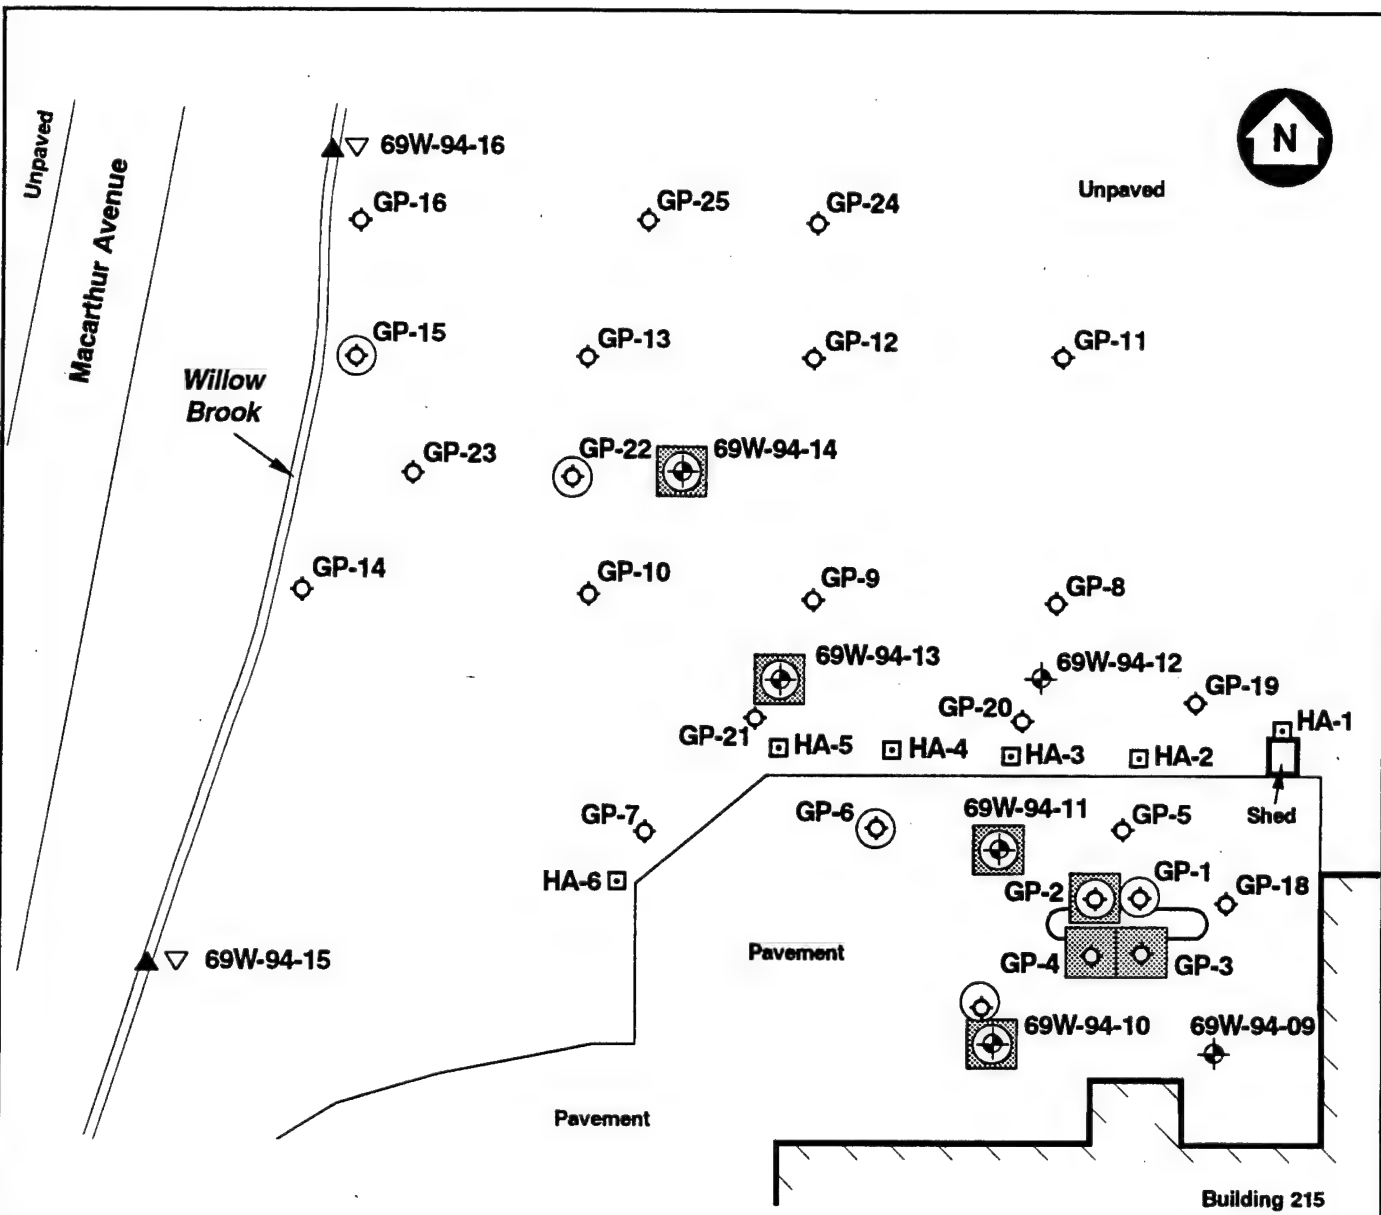 N
Unpaved
Macarthur Avenue
69W-94-16
GP-16
GP-25
GP-24
Unpaved
GP-15
GP-13
GP-12
GP-11
Willow
Brook
GP-23
GP-22
69W-94-14
GP-14
GP-10
GP-9
GP-8
69W-94-13
69W-94-12
GP-19
GP-21
GP-20
HA-1
HA-5
HA-4
HA-3
HA-2
Shed
GP-7
GP-6
69W-94-11
GP-5
HA-6
GP-2
GP-1
GP-18
69W-94-15
Pavement
GP-4
GP-3
69W-94-10
69W-94-09
Pavement
Building 215